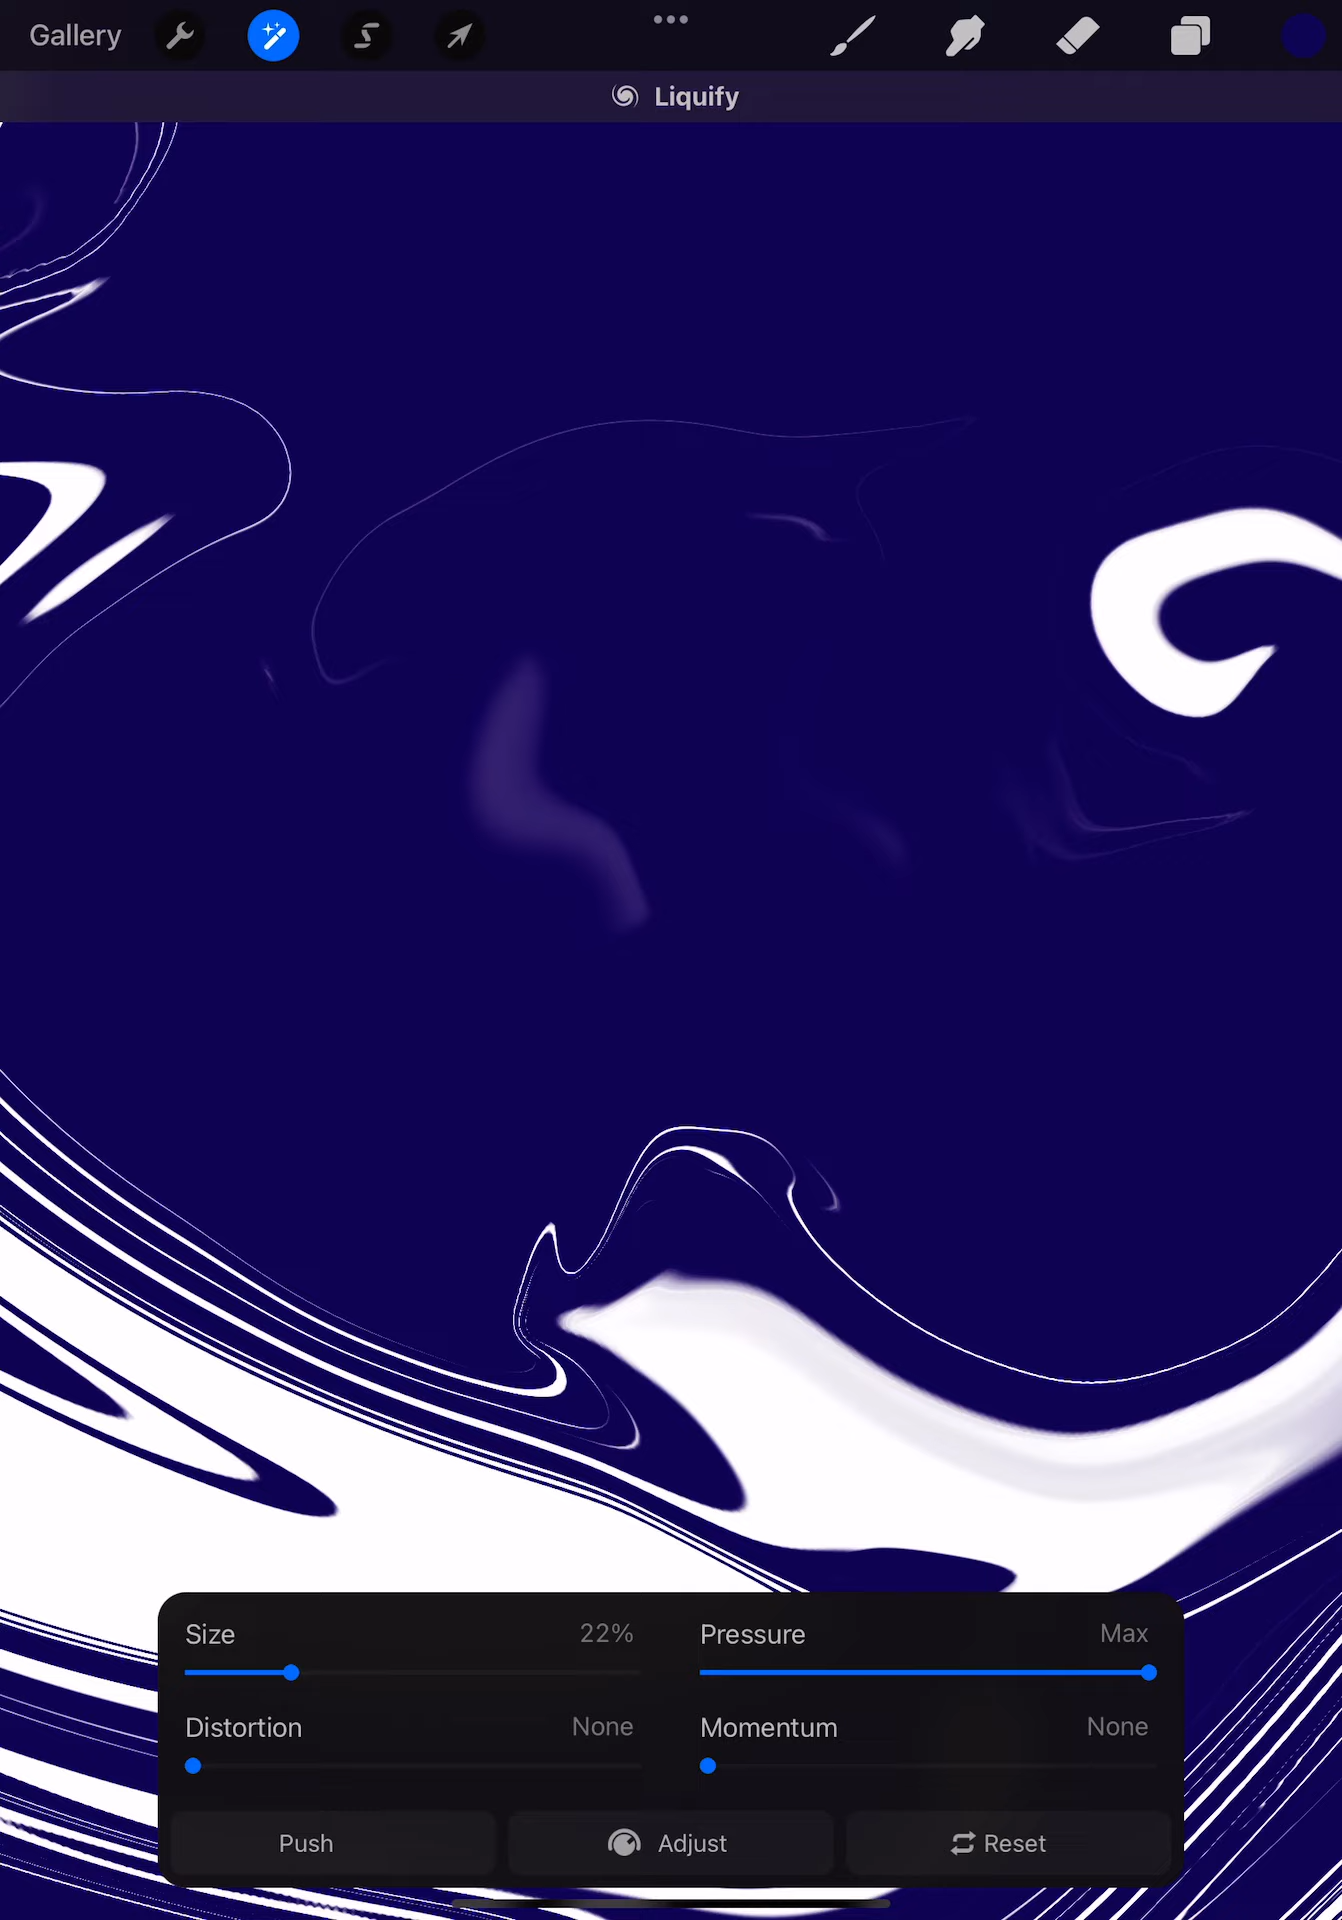 Gallery
Liquify
Size 22% Pressure Max
Distortion None Momentum None
Push Adjust Reset